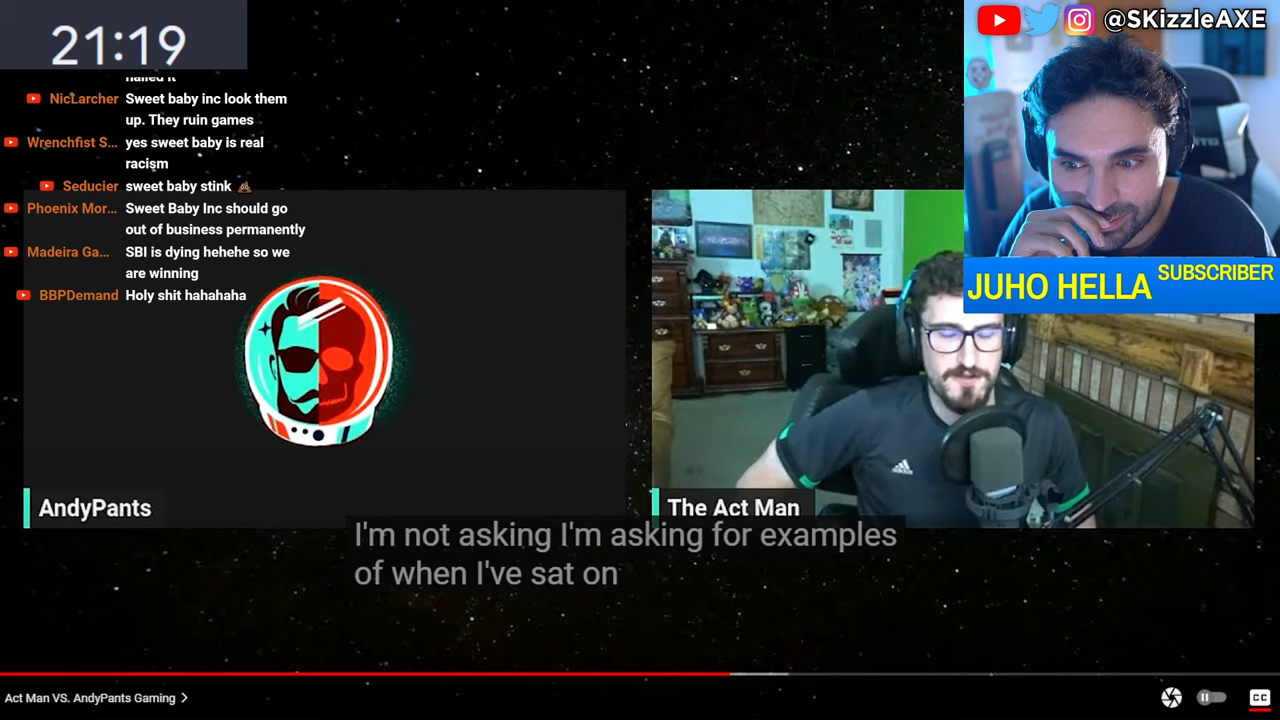 21:19
nailed it
NicLarcher Sweet baby inc look them
up. They ruin games
Wrenchfist S... yes sweet baby is real
racism
Seducier sweet baby stink
Phoenix Mor... Sweet Baby Inc should go
out of business permanently
Madeira Ga... SBI is dying hehehe so we
are winning
BBPDemand Holy shit hahahaha
@SKizzleAXE
JUHO HELLA SUBSCRIBER
AndyPants
The Act Man
I'm not asking I'm asking for examples
of when I've sat on
Act Man VS. AndyPants Gaming
CC